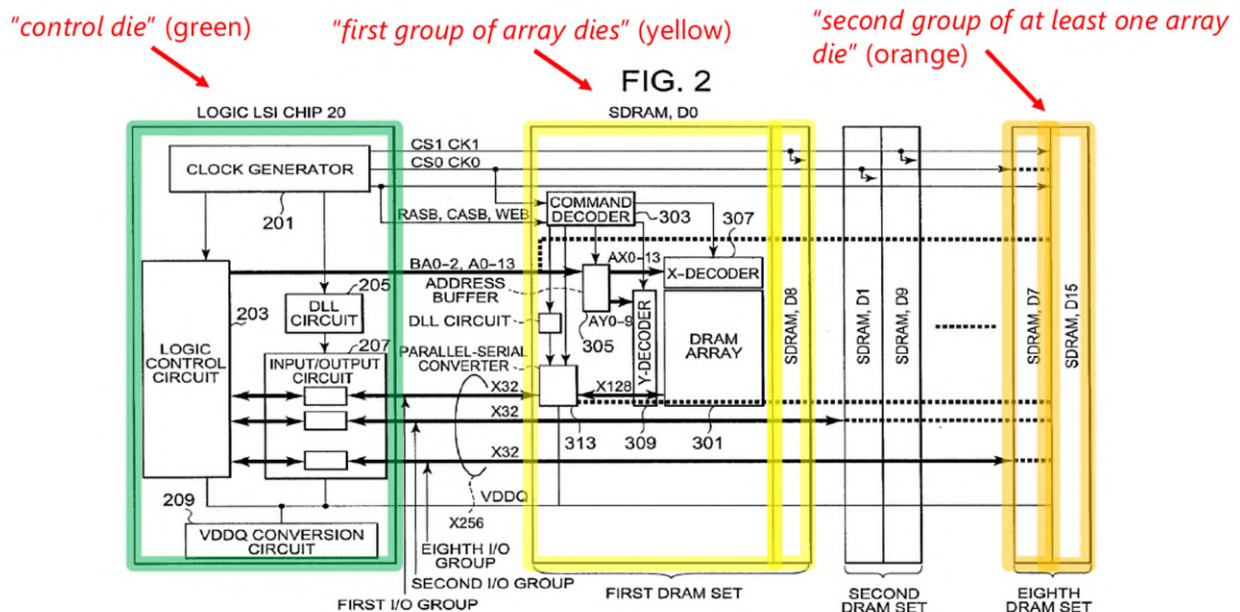 "control die" (green)
"first group of array dies" (yellow)
"second group of at least one array
die" (orange)
FIG. 2
LOGIC LSI CHIP 20
SDRAM, D0
CLOCK GENERATOR
201
CS1 CK1
CS0 CK0
RASB, CASB, WEB
COMMAND
DECODER
303
307
BA0-2, A0-13
ADDRESS
BUFFER
AX0-13
X-DECODER
203
205
DLL
CIRCUIT
DLL CIRCUIT
AY0-9
305
LOGIC
CONTROL
CIRCUIT
207
INPUT/OUTPUT
CIRCUIT
PARALLEL-SERIAL
CONVERTER
Y-DECODER
DRAM
ARRAY
SDRAM, D8
SDRAM, D1
SDRAM, D9
SDRAM, D7
SDRAM, D15
X32
X128
X32
313
309
301
X32
VDDQ
209
VDDQ CONVERSION
CIRCUIT
X256
EIGHTH I/O
GROUP
SECOND I/O GROUP
FIRST I/O GROUP
FIRST DRAM SET
SECOND
DRAM SET
EIGHTH
DRAM SET